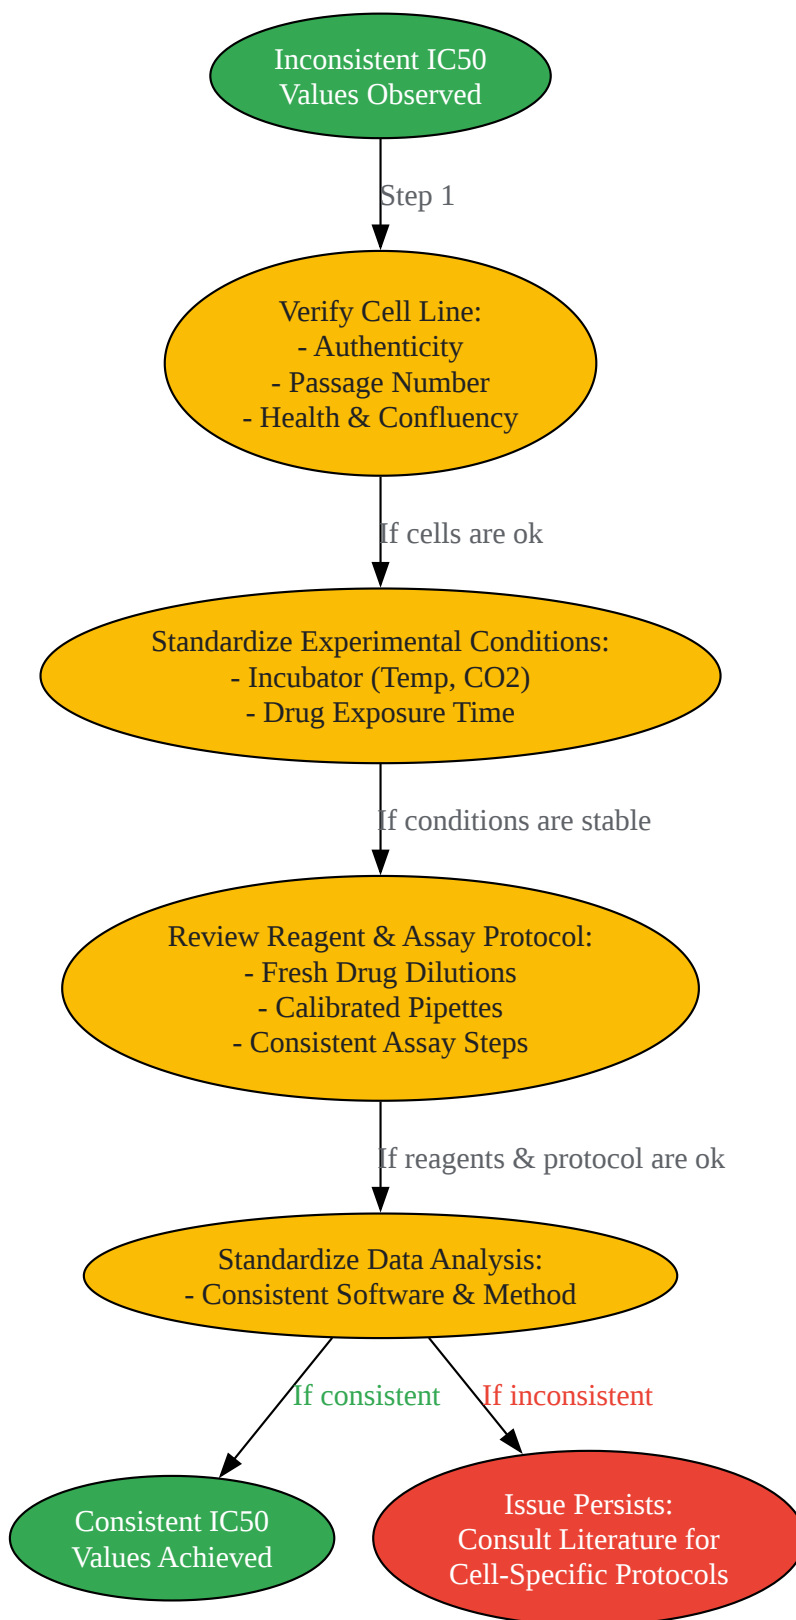 Inconsistent IC50
Values Observed
Step 1
Verify Cell Line:
- Authenticity
- Passage Number
- Health & Confluency
If cells are ok
Standardize Experimental Conditions:
- Incubator (Temp, CO2)
- Drug Exposure Time
If conditions are stable
Review Reagent & Assay Protocol:
- Fresh Drug Dilutions
- Calibrated Pipettes
- Consistent Assay Steps
If reagents & protocol are ok
Standardize Data Analysis:
- Consistent Software & Method
If consistent
If inconsistent
Consistent IC50
Values Achieved
Issue Persists:
Consult Literature for
Cell-Specific Protocols